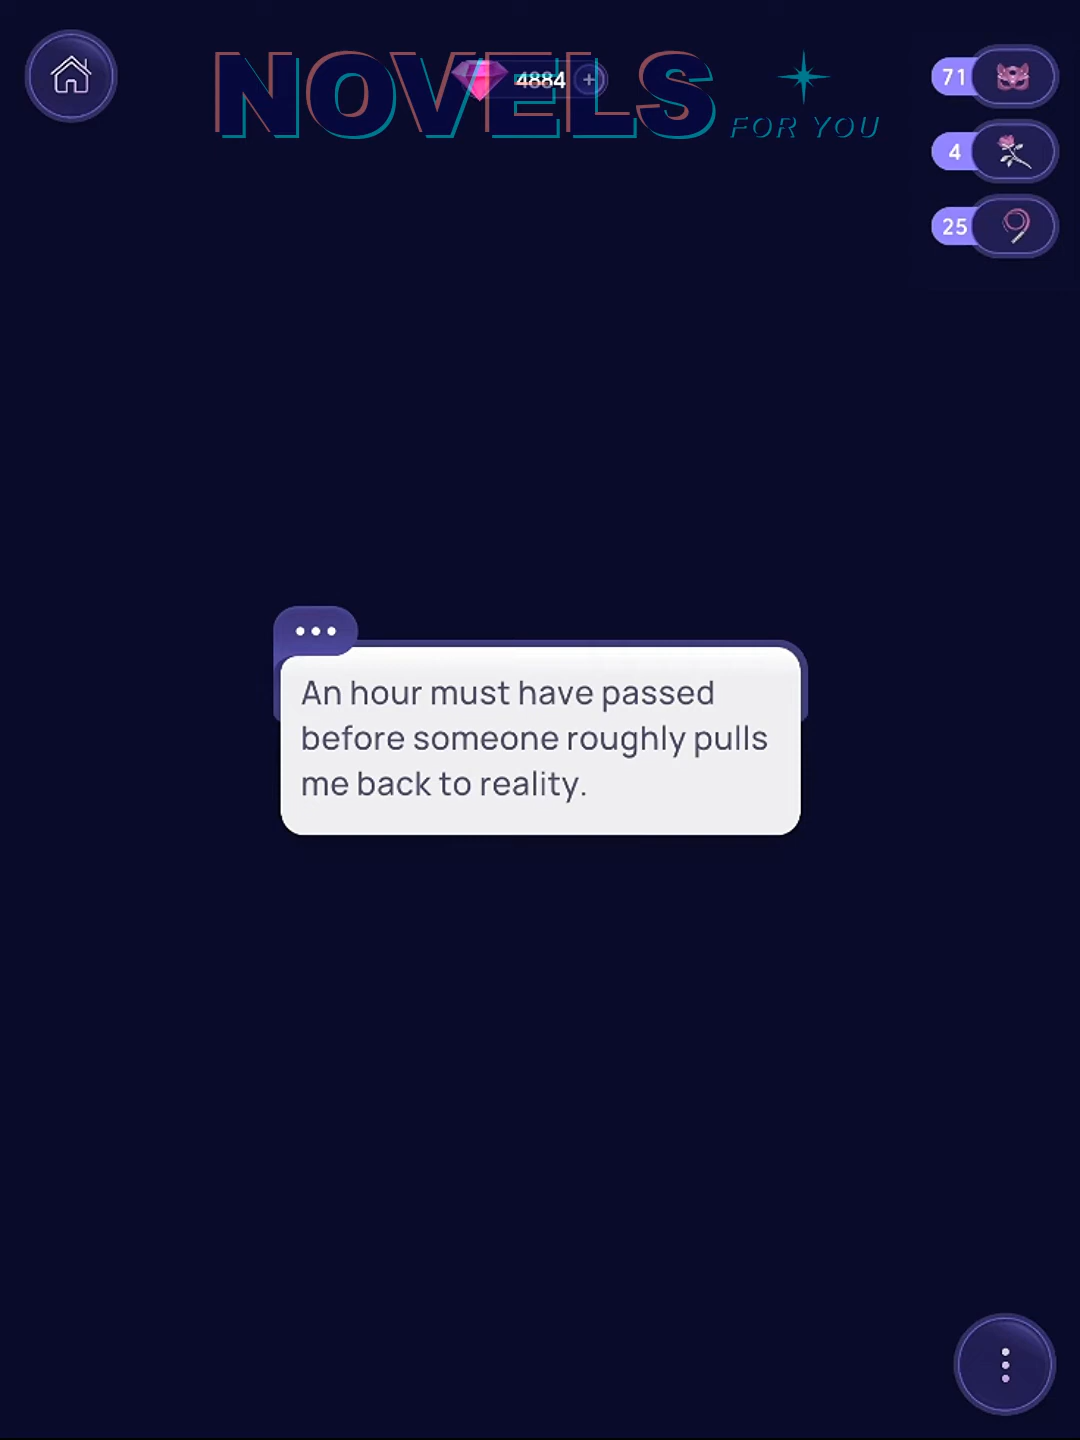 NOVELS
FOR YOU
4884
+
71
4
25
An hour must have passed
before someone roughly pulls
me back to reality.